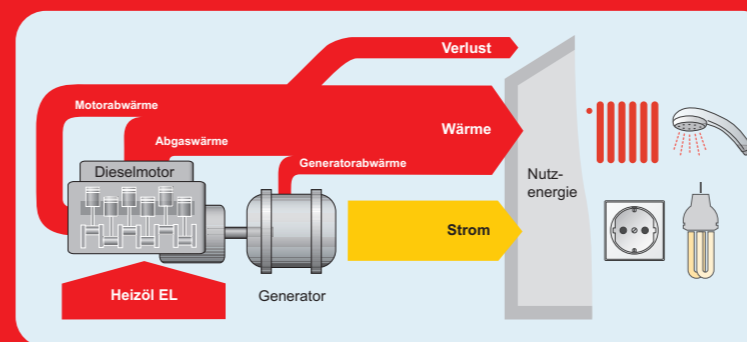 Verlust
Motorabwärme
Wärme
Abgaswärme
Generatorabwärme
Dieselmotor
Nutz-
energie
Strom
Heizöl EL
Generator